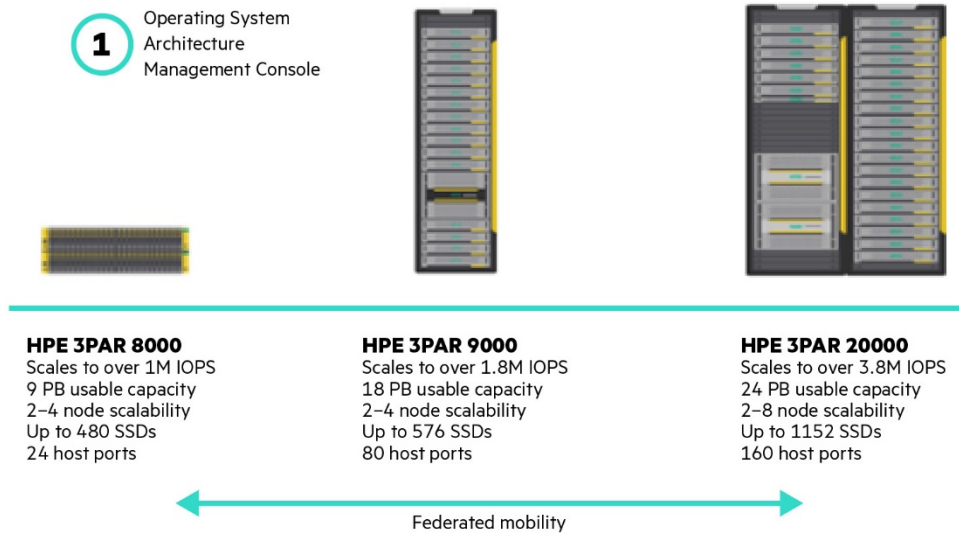 1
Operating System
Architecture
Management Console
HPE 3PAR 8000
Scales to over 1M IOPS
9 PB usable capacity
2–4 node scalability
Up to 480 SSDs
24 host ports
HPE 3PAR 9000
Scales to over 1.8M IOPS
18 PB usable capacity
2–4 node scalability
Up to 576 SSDs
80 host ports
HPE 3PAR 20000
Scales to over 3.8M IOPS
24 PB usable capacity
2–8 node scalability
Up to 1152 SSDs
160 host ports
Federated mobility